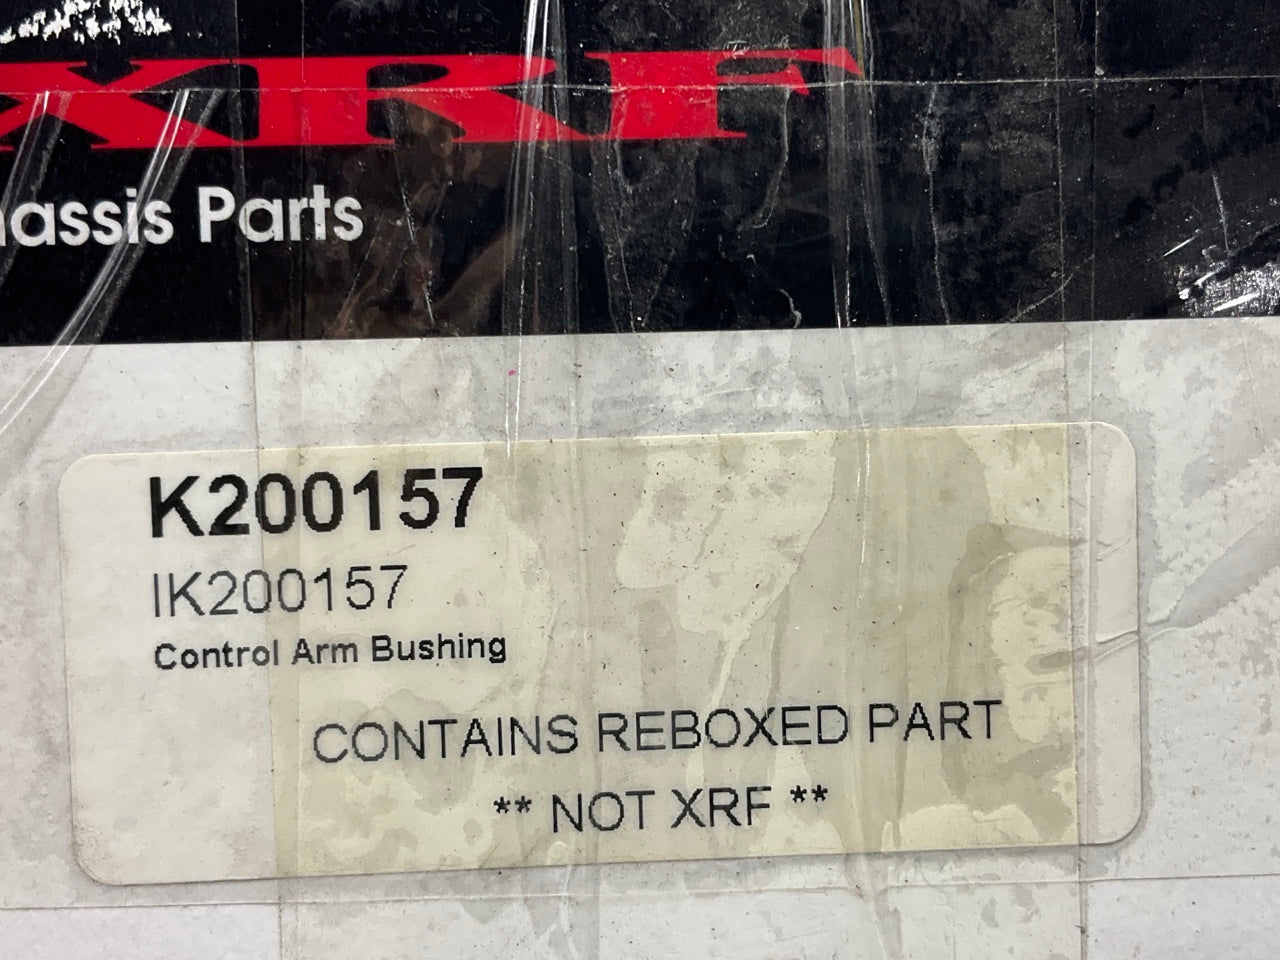 XRF
hassis Parts
K200157
IK200157
Control Arm Bushing
CONTAINS REBOXED PART
** NOT XRF **